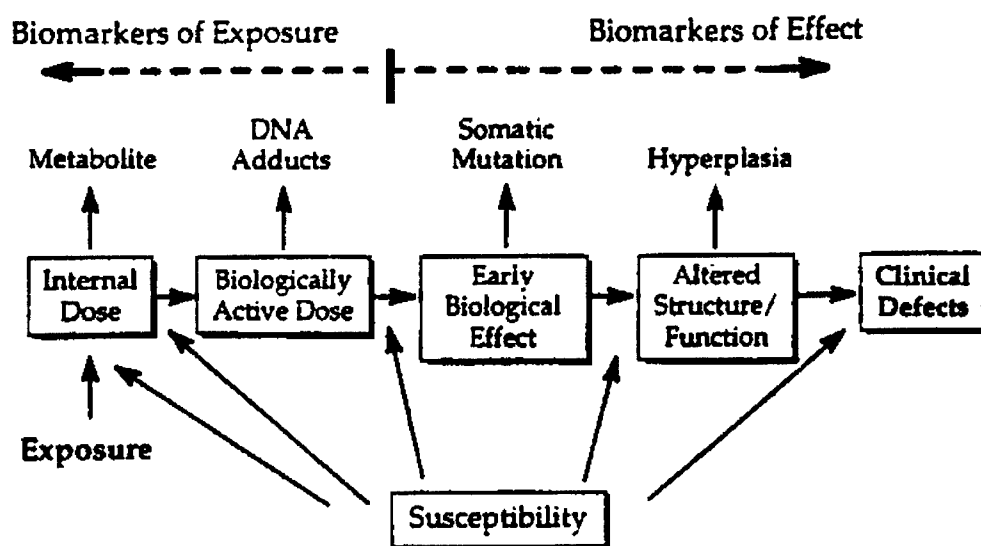 Biomarkers of Exposure
Biomarkers of Effect
Metabolite
DNA
Adducts
Somatic
Mutation
Hyperplasia
Internal
Dose
Biologically
Active Dose
Early
Biological
Effect
Altered
Structure/
Function
Clinical
Defects
Exposure
Susceptibility